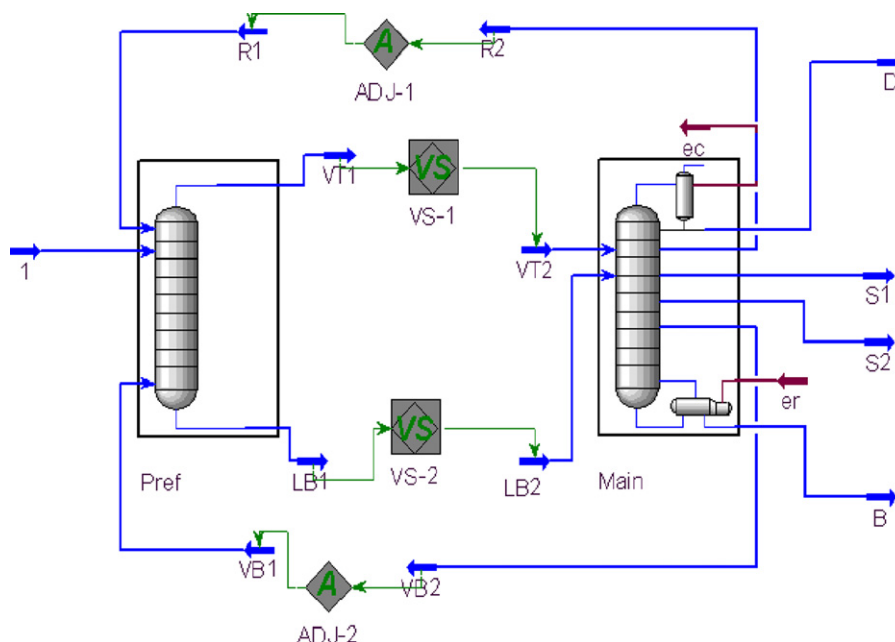 R1
R2
ADJ-1
D
ec
VT1
VS
VS-1
A
1
VT2
S1
S2
er
VS
VS-2
LB1
LB2
Pref
Main
B
VB1
A
VB2
ADJ-2